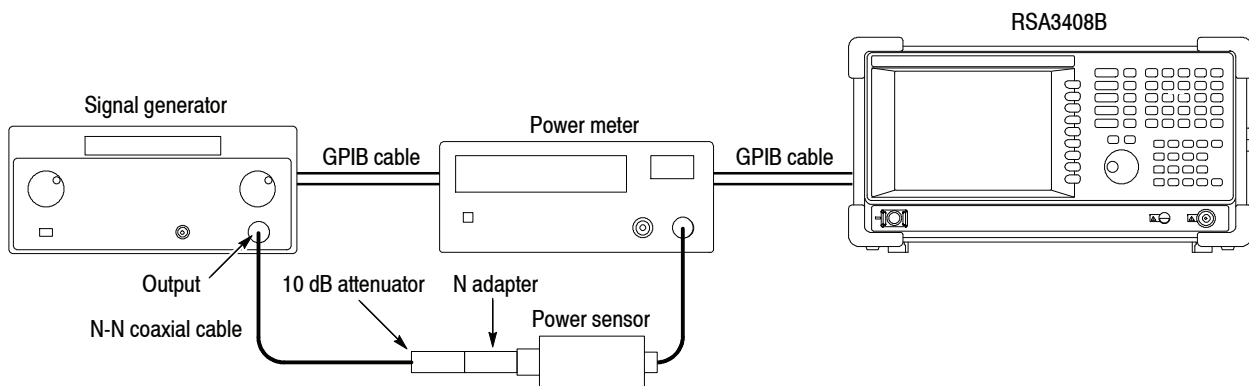 RSA3408B
Signal generator
Power meter
GPIB cable
GPIB cable
Output
10 dB attenuator
N adapter
N-N coaxial cable
Power sensor